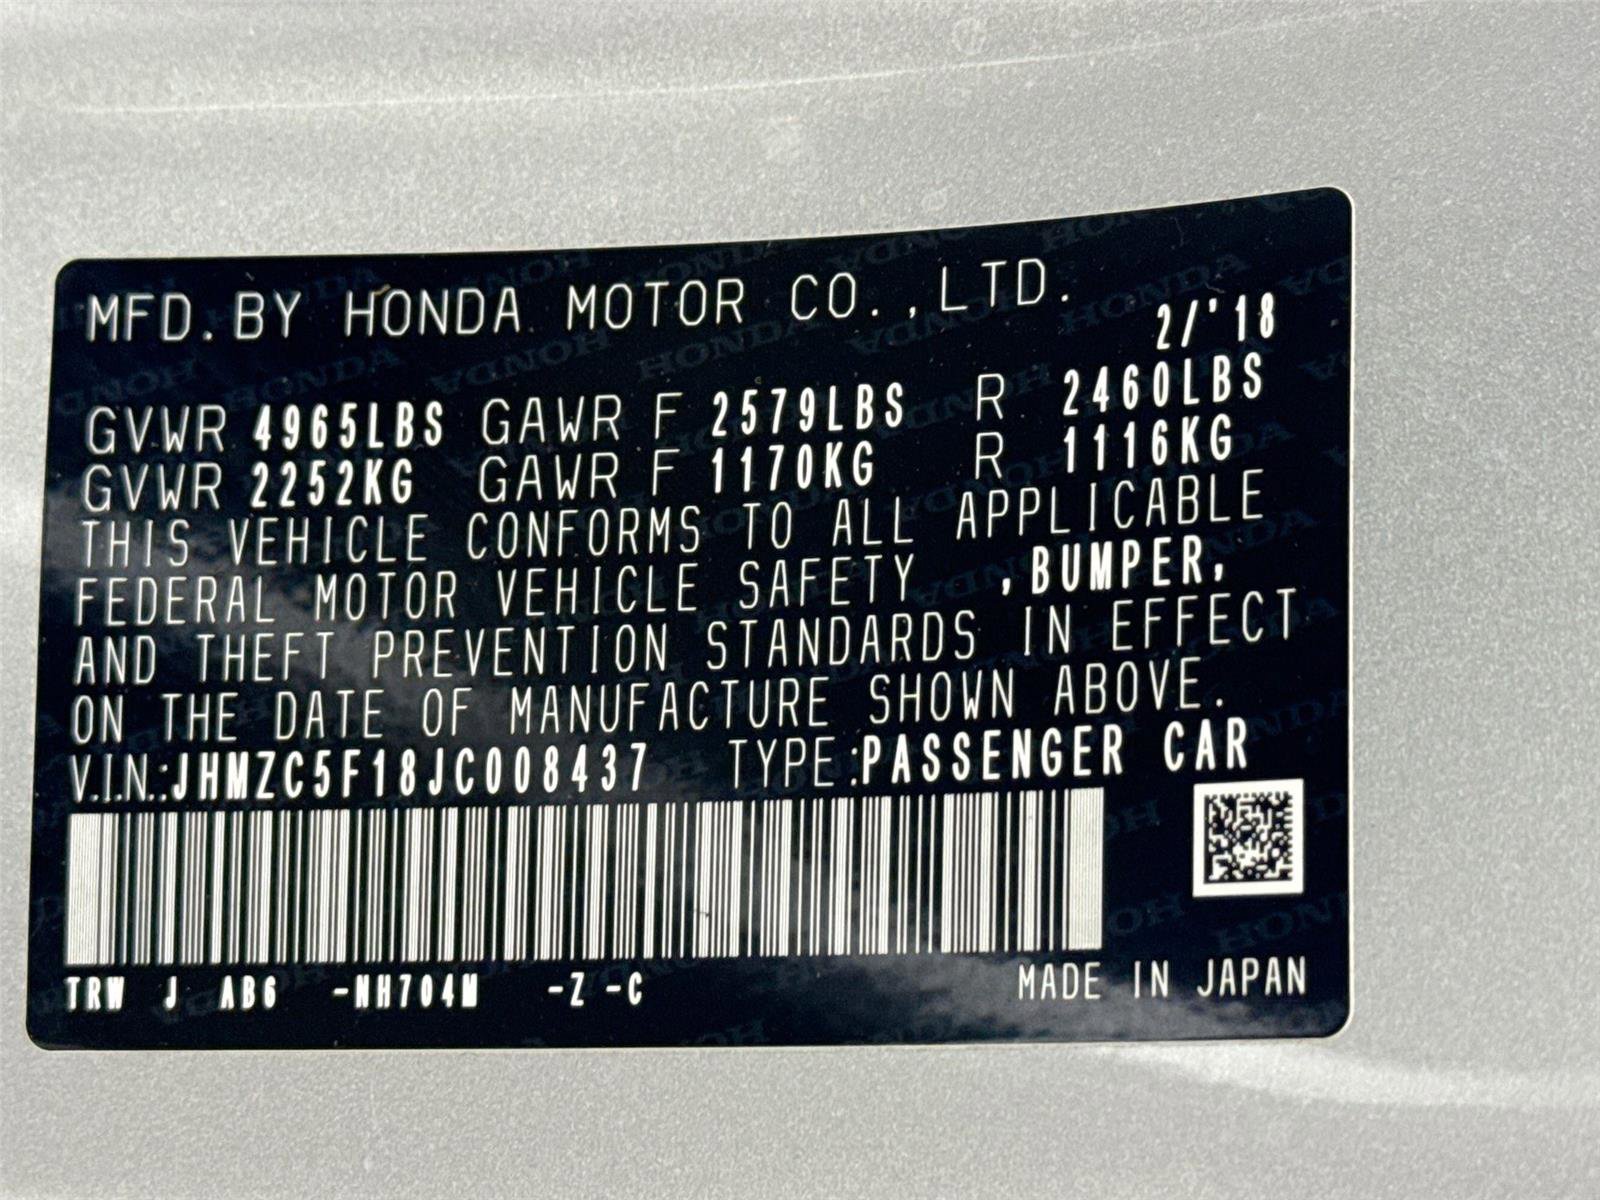 MFD. BY HONDA MOTOR CO., LTD.
2/'18
GVWR 4965LBS GAWR F 2579LBS R 2460LBS
GVWR 2252KG GAWR F 1170KG R 1116KG
THIS VEHICLE CONFORMS TO ALL APPLICABLE
FEDERAL MOTOR VEHICLE SAFETY ,BUMPER,
AND THEFT PREVENTION STANDARDS IN EFFECT
ON THE DATE OF MANUFACTURE SHOWN ABOVE.
V.I.N.:JHMZC5F18JC008437 TYPE:PASSENGER CAR
TRW J AB6 -NH704M -Z -C
MADE IN JAPAN